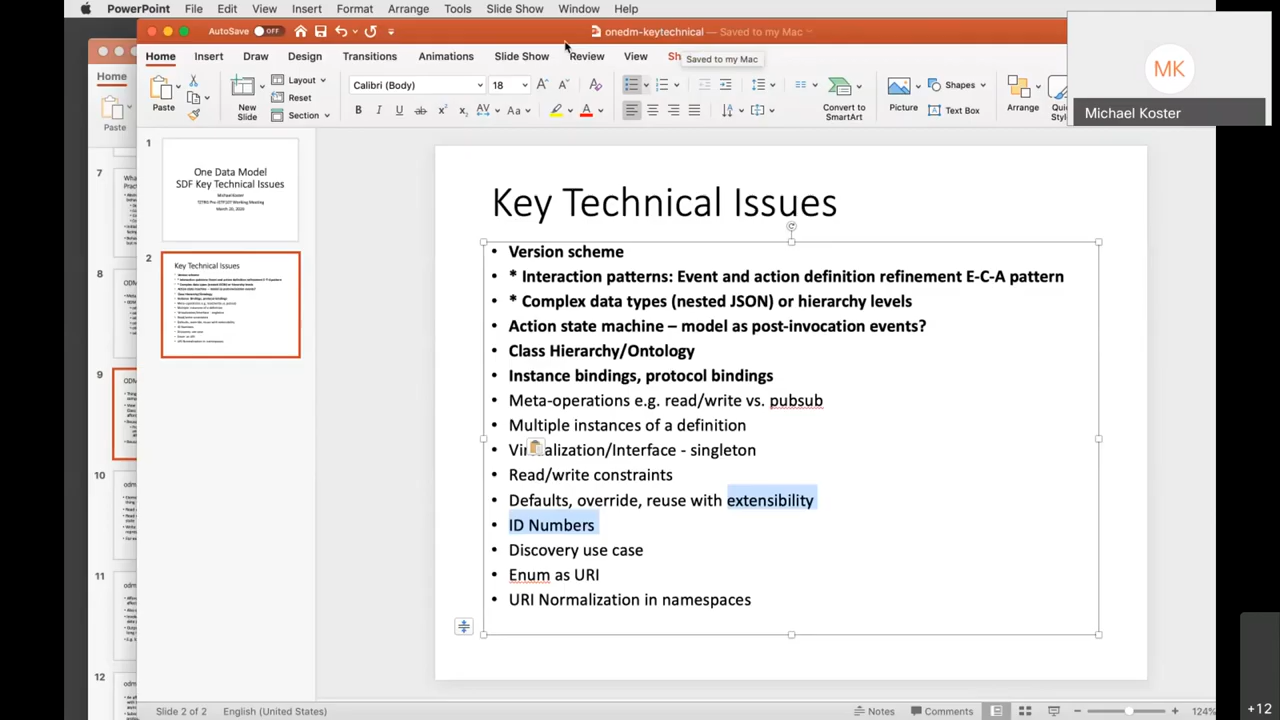 PowerPoint File Edit View Insert Format Arrange Tools Slide Show Window Help
AutoSave OFF onedm-keytechnical — Saved to my Mac
Home Insert Draw Design Transitions Animations Slide Show Review View Sh
Saved to my Mac
Home
Paste
Paste
New Slide
Layout
Reset
Section
Calibri (Body) 18
Convert to SmartArt
Picture
Shapes
Text Box
Arrange
Quic
Styl
MK
Michael Koster
1
One Data Model
SDF Key Technical Issues
Michael Koster
2
Key Technical Issues
7
8
9
10
11
12
Key Technical Issues
• Version scheme
• * Interaction patterns: Event and action definitionrefinement E-C-A pattern
• * Complex data types (nested JSON) or hierarchy levels
• Action state machine – model as post-invocation events?
• Class Hierarchy/Ontology
• Instance bindings, protocol bindings
• Meta-operations e.g. read/write vs. pubsub
• Multiple instances of a definition
• Vir alization/Interface - singleton
• Read/write constraints
• Defaults, override, reuse with extensibility
• ID Numbers
• Discovery use case
• Enum as URI
• URI Normalization in namespaces
Slide 2 of 2 English (United States) Notes Comments 124%
+12